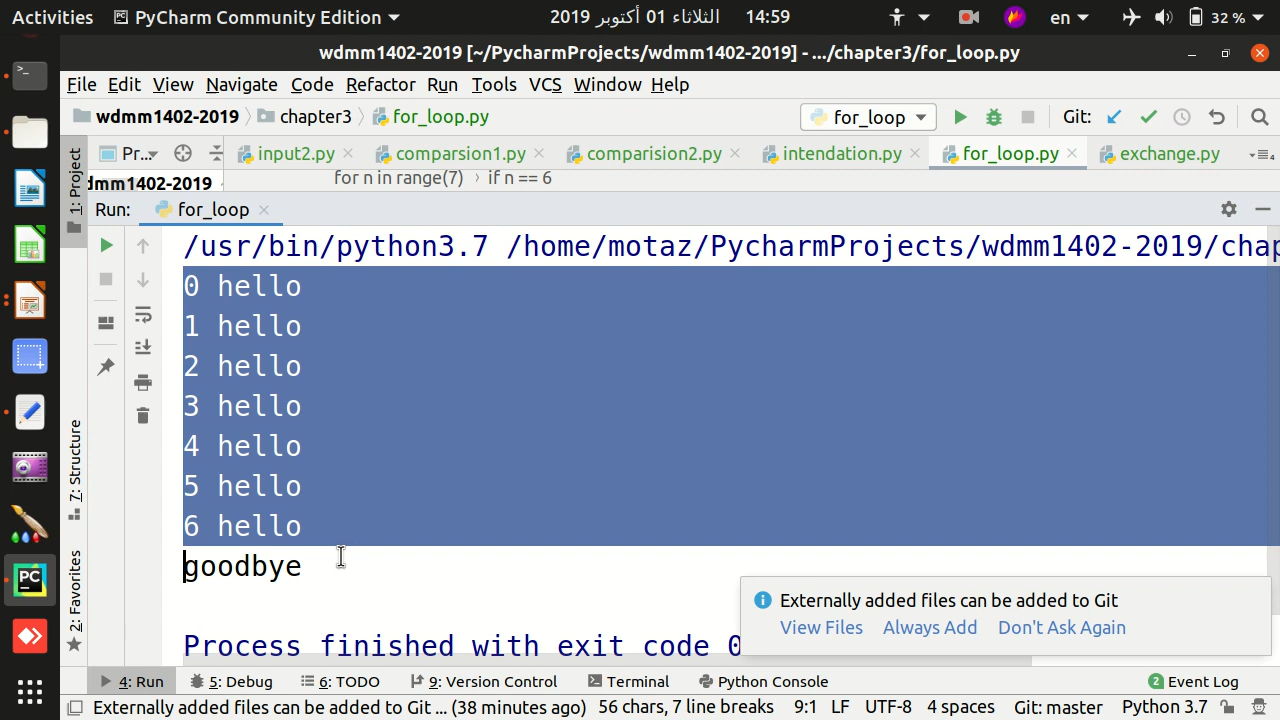 Activities PyCharm Community Edition 2019 الثلاثاء 01 أكتوبر 14:59 en 32 %
wdmm1402-2019 [~/PycharmProjects/wdmm1402-2019] - .../chapter3/for_loop.py
File Edit View Navigate Code Refactor Run Tools VCS Window Help
wdmm1402-2019 chapter3 for_loop.py for_loop Git:
1: Project Pr... input2.py comparsion1.py comparision2.py intendation.py for_loop.py exchange.py 4
dmm1402-2019 for n in range(7) › if n == 6
Run: for_loop
/usr/bin/python3.7 /home/motaz/PycharmProjects/wdmm1402-2019/chap
0 hello
1 hello
2 hello
3 hello
4 hello
5 hello
6 hello
goodbye
7: Structure
2: Favorites
Externally added files can be added to Git
View Files Always Add Don't Ask Again
Process finished with exit code 0
4: Run 5: Debug 6: TODO 9: Version Control Terminal Python Console 2 Event Log
Externally added files can be added to Git ... (38 minutes ago) 56 chars, 7 line breaks 9:1 LF UTF-8 4 spaces Git: master Python 3.7
PC